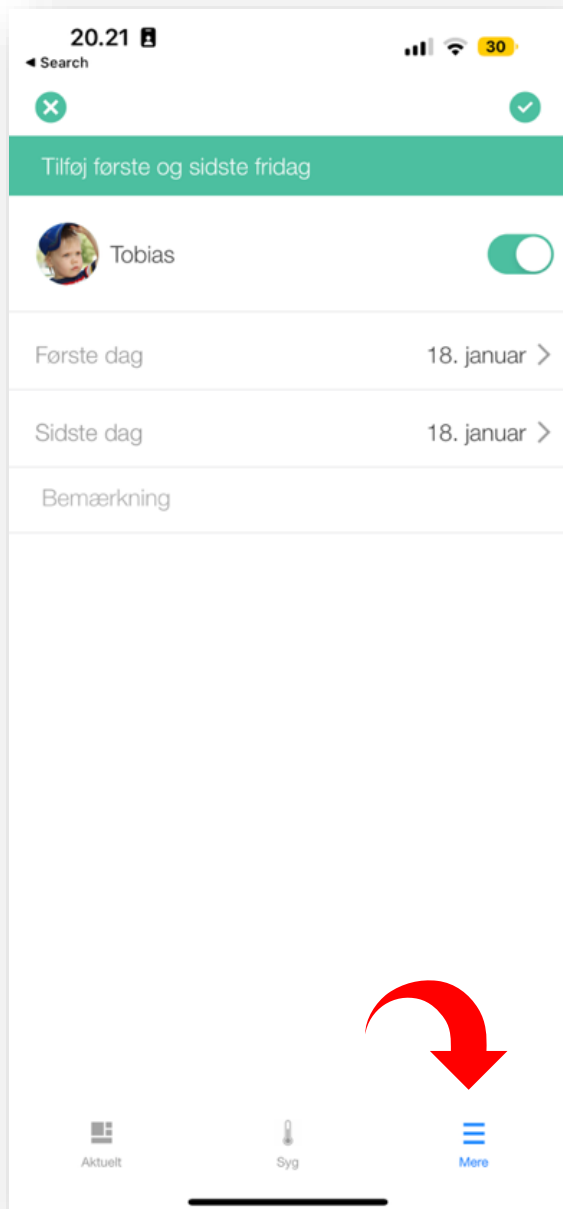 20.21
30
◀ Search
Tilføj første og sidste fridag
Tobias
Første dag
18. januar
Sidste dag
18. januar
Bemærkning
Aktuelt
Syg
Mere